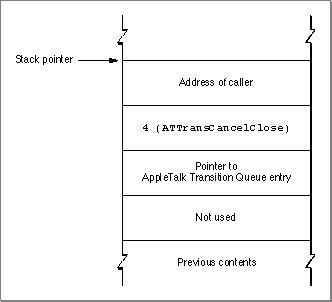 Stack pointer
Address of caller
4 (ATTransCancelClose)
Pointer to
AppleTalk Transition Queue entry
Not used
Previous contents